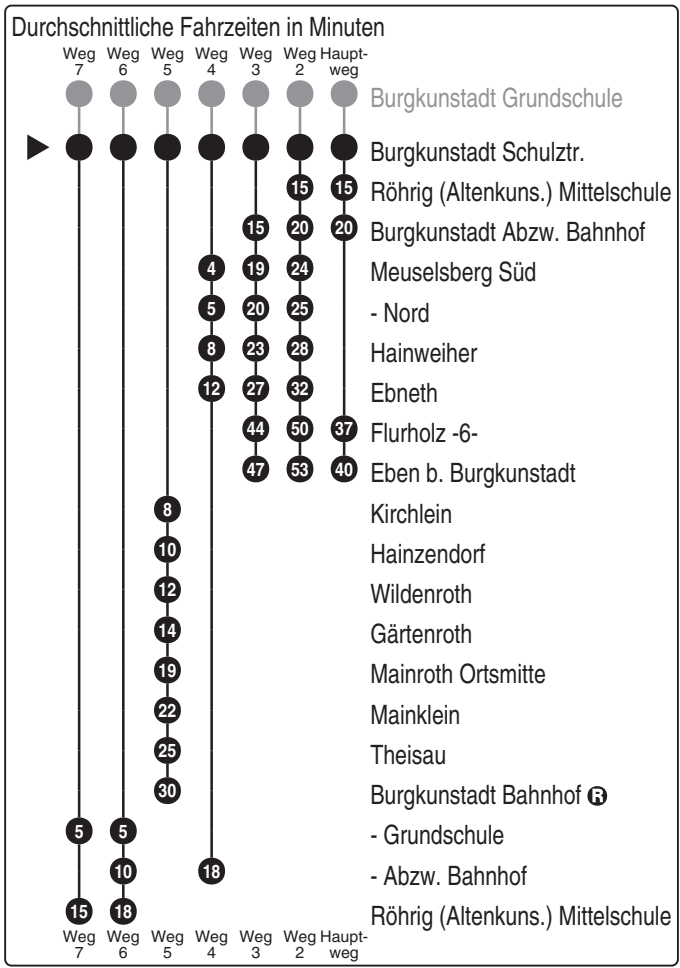 Durchschnittliche Fahrzeiten in Minuten
Weg Weg Weg Weg Weg Weg Haupt-
7 6 5 4 3 2 weg
Burgkunstadt Grundschule
Burgkunstadt Schulztr.
15 15 Röhrig (Altenkuns.) Mittelschule
15 20 20 Burgkunstadt Abzw. Bahnhof
4 19 24 Meuselsberg Süd
5 20 25 - Nord
8 23 28 Hainweiher
12 27 32 Ebneth
44 50 37 Flurholz -6-
47 53 40 Eben b. Burgkunstadt
8 Kirchlein
10 Hainzendorf
12 Wildenroth
14 Gärtenroth
19 Mainroth Ortsmitte
22 Mainklein
25 Theisau
30 Burgkunstadt Bahnhof R
5 5 - Grundschule
10 18 - Abzw. Bahnhof
15 18 Röhrig (Altenkuns.) Mittelschule
Weg Weg Weg Weg Weg Weg Haupt-
7 6 5 4 3 2 weg